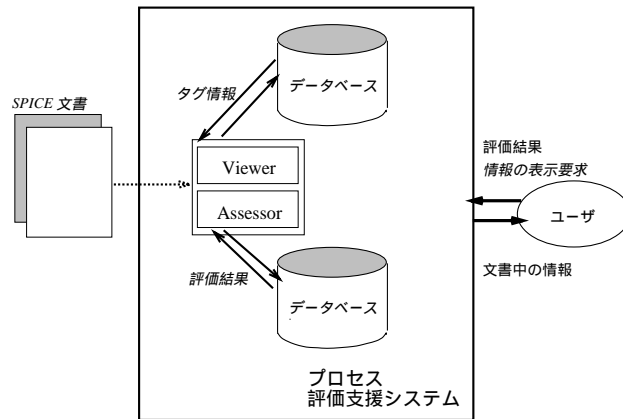 データベース
タグ情報
SPICE 文書
Viewer
Assessor
評価結果
情報の表示要求
ユーザ
文書中の情報
評価結果
データベース
プロセス
評価支援システム